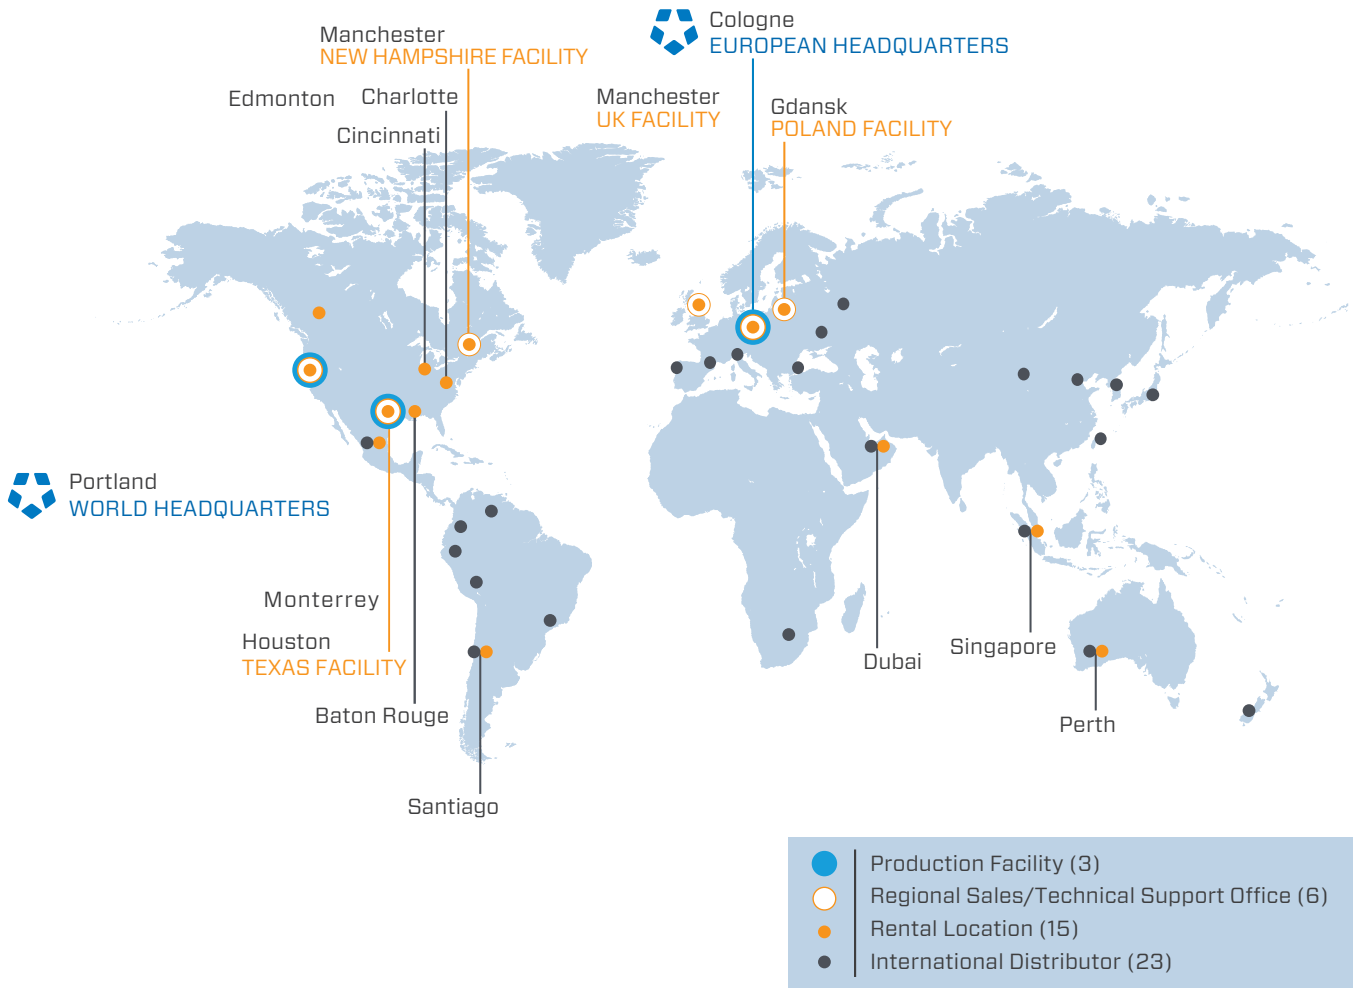 Manchester
NEW HAMPSHIRE FACILITY
Cologne
EUROPEAN HEADQUARTERS
Edmonton
Charlotte
Cincinnati
Manchester
UK FACILITY
Gdansk
POLAND FACILITY
Portland
WORLD HEADQUARTERS
Monterrey
Houston
TEXAS FACILITY
Baton Rouge
Santiago
Dubai
Singapore
Perth
Production Facility (3)
Regional Sales/Technical Support Office (6)
Rental Location (15)
International Distributor (23)